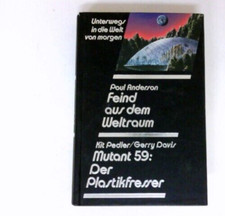 Unterwegs
in die Welt
von morgen
Poul Anderson
Feind
aus dem
Weltraum
Kit Pedler/Gerry Davis
Mutant 59:
Der
Plastikfresser